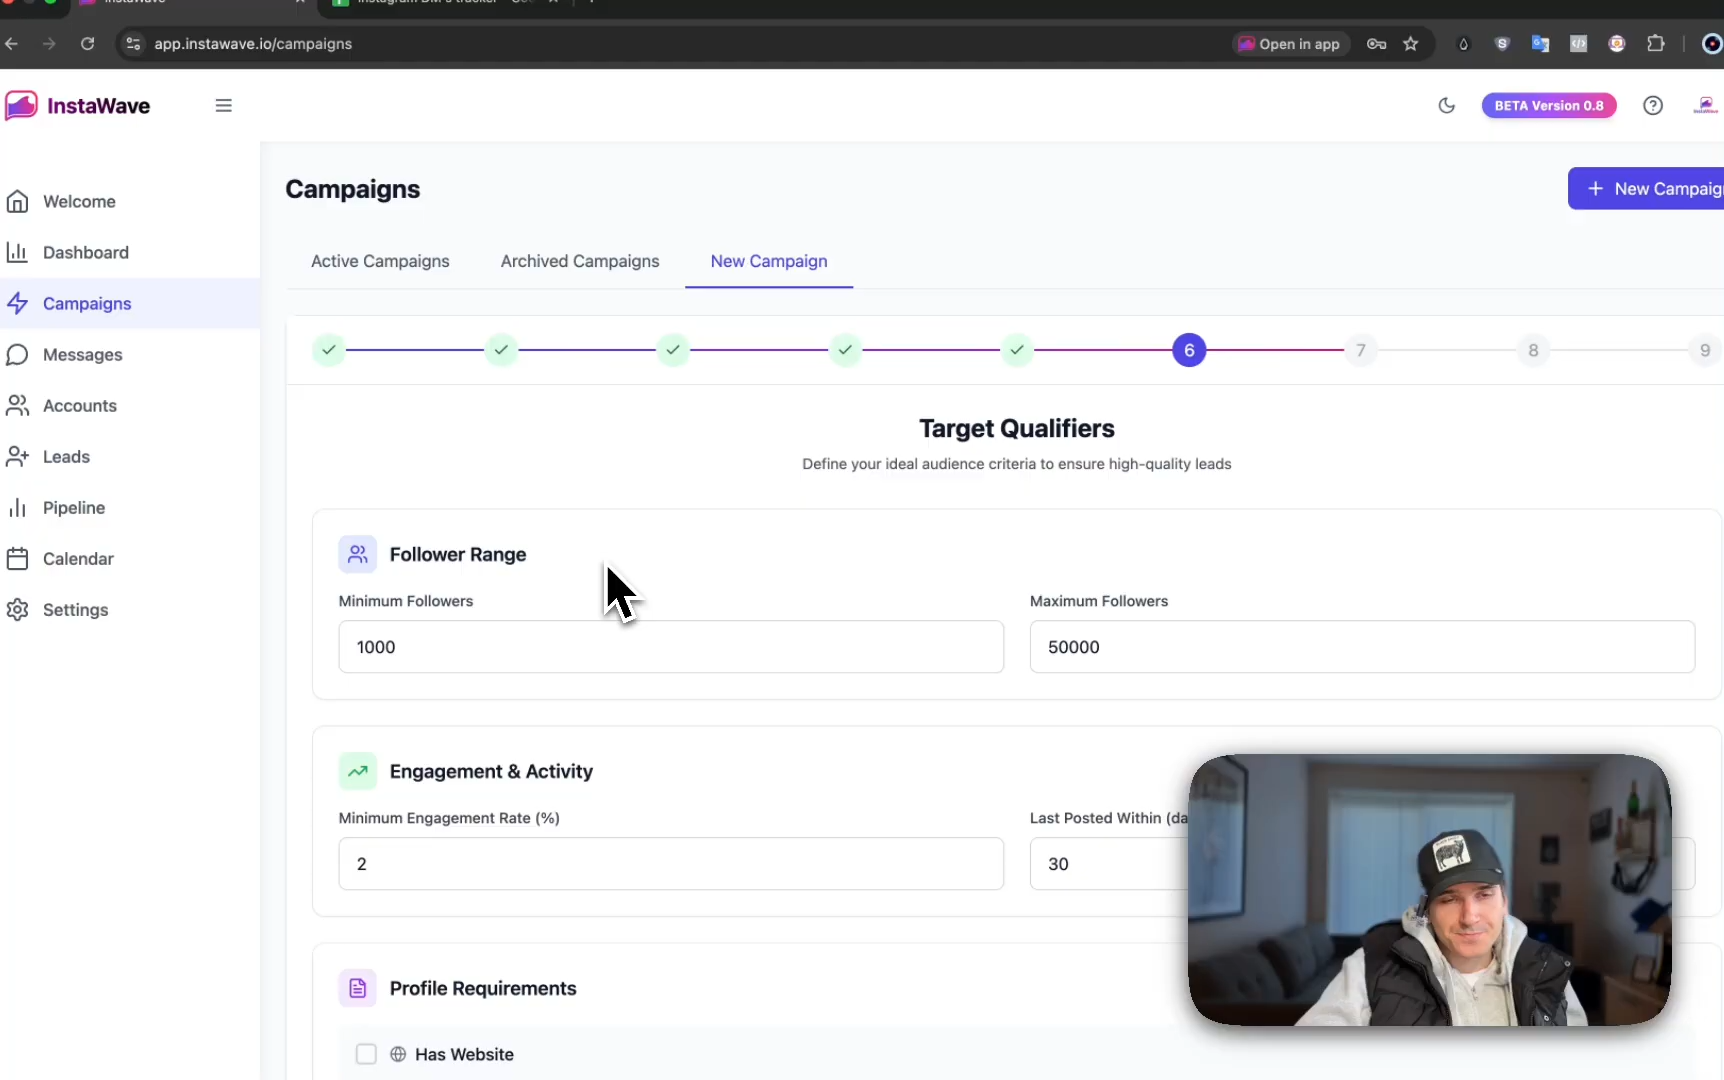 app.instawave.io/campaigns
Open in app
InstaWave
BETA Version 0.8
Welcome
Dashboard
Campaigns
Messages
Accounts
Leads
Pipeline
Calendar
Settings
Campaigns
New Campaign
Active Campaigns
Archived Campaigns
New Campaign
6
7
8
9
Target Qualifiers
Define your ideal audience criteria to ensure high-quality leads
Follower Range
Minimum Followers
Maximum Followers
1000
50000
Engagement & Activity
Minimum Engagement Rate (%)
Last Posted Within (da
2
30
Profile Requirements
Has Website